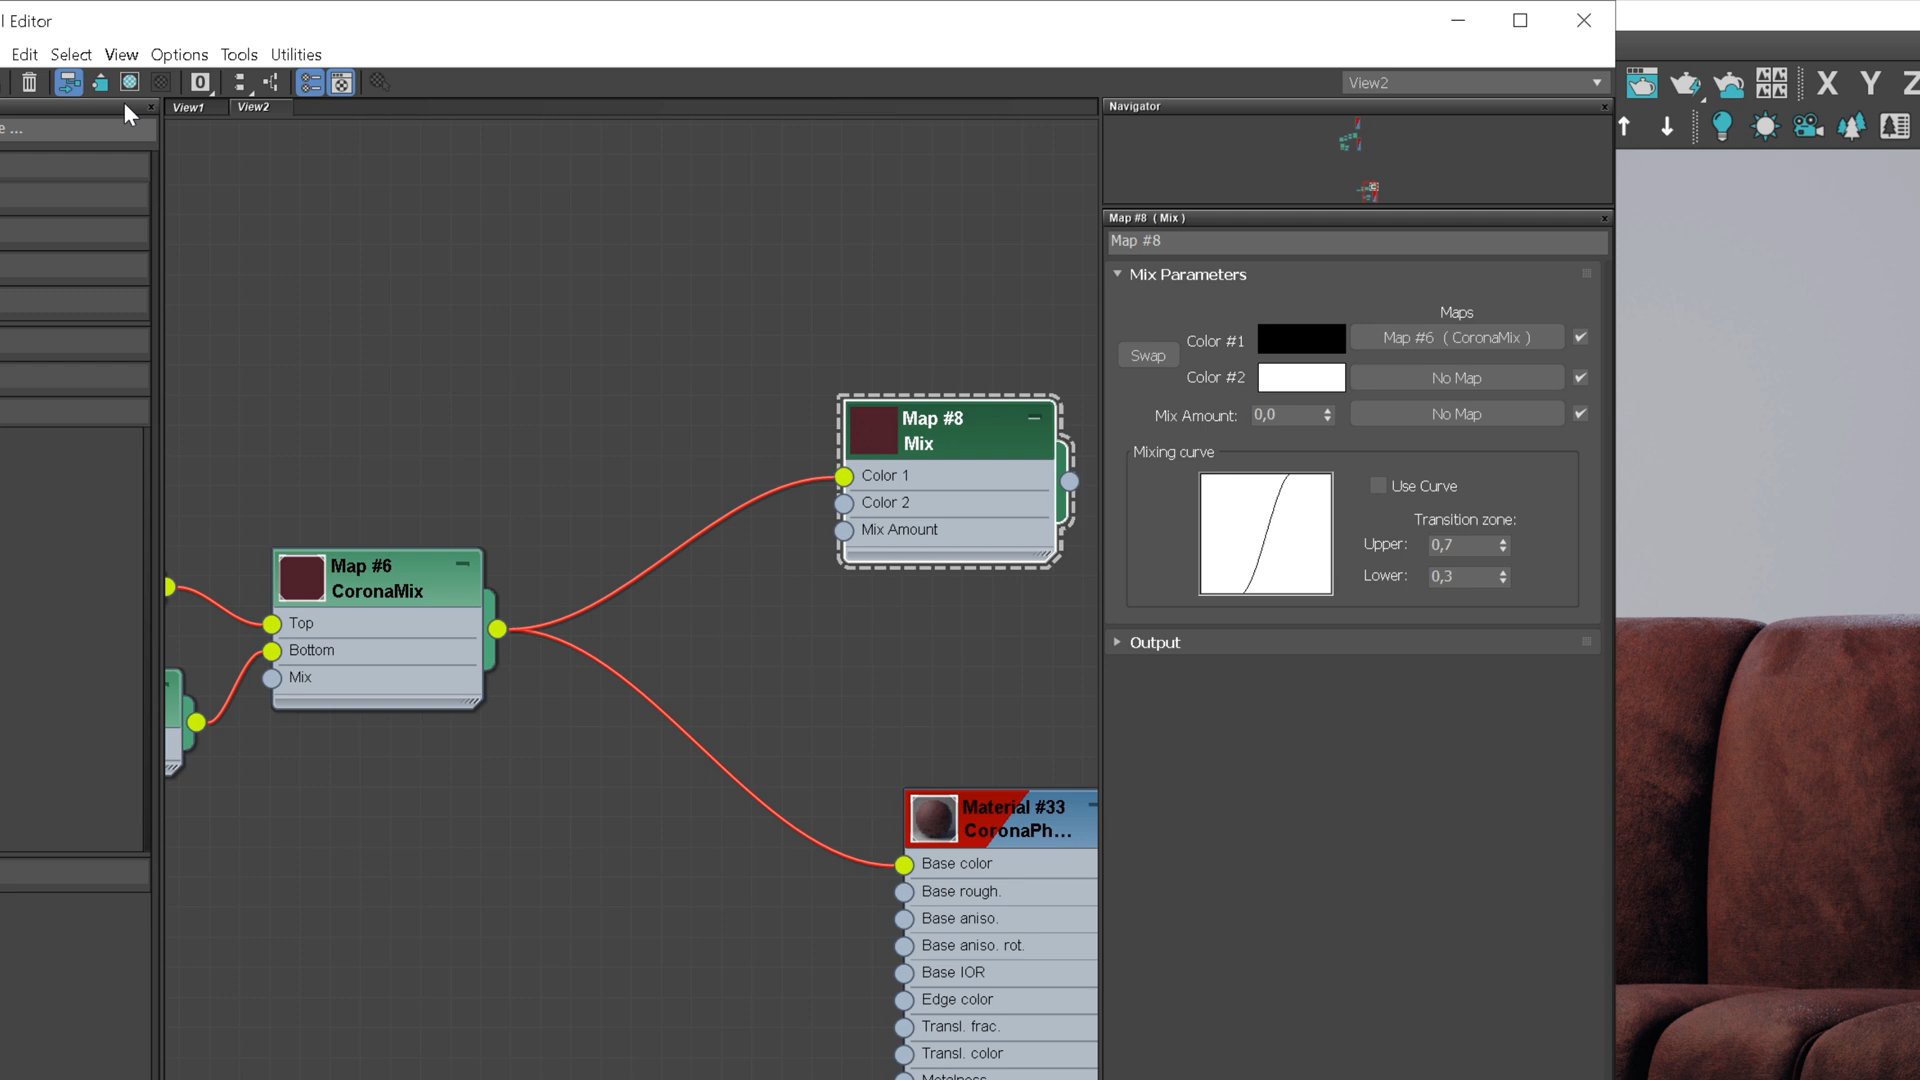 l Editor
Edit Select View Options Tools Utilities
View2
e ...
View1
View2
Navigator
Map #8 ( Mix )
Map #8
Mix Parameters
Maps
Swap
Color #1
Map #6 ( CoronaMix )
Color #2
No Map
Mix Amount: 0,0
No Map
Mixing curve
Use Curve
Transition zone:
Upper: 0,7
Lower: 0,3
Output
Map #8
Mix
Color 1
Color 2
Mix Amount
Map #6
CoronaMix
Top
Bottom
Mix
Material #33
CoronaPh...
Base color
Base rough.
Base aniso.
Base aniso. rot.
Base IOR
Edge color
Transl. frac.
Transl. color
Metalness
X Y Z
0